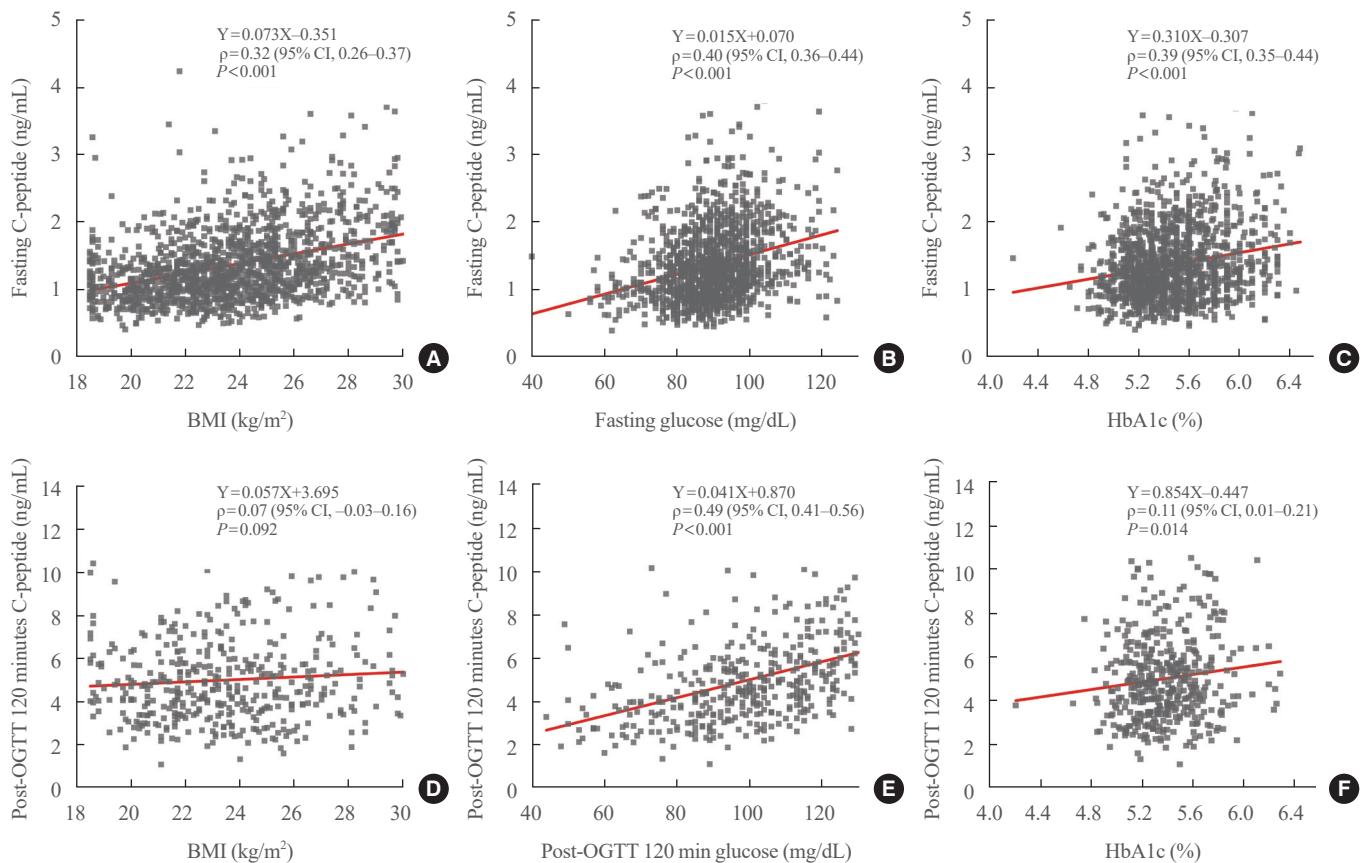 Y=0.073X–0.351
ρ=0.32 (95% CI, 0.26–0.37)
P<0.001
Fasting C-peptide (ng/mL)
5
4
3
2
1
0
18
20
22
24
26
28
30
BMI (kg/m²)
A
Y=0.015X+0.070
ρ=0.40 (95% CI, 0.36–0.44)
P<0.001
Fasting C-peptide (ng/mL)
5
4
3
2
1
0
40
60
80
100
120
Fasting glucose (mg/dL)
B
Y=0.310X–0.307
ρ=0.39 (95% CI, 0.35–0.44)
P<0.001
Fasting C-peptide (ng/mL)
5
4
3
2
1
0
4.0
4.4
4.8
5.2
5.6
6.0
6.4
HbA1c (%)
C
Y=0.057X+3.695
ρ=0.07 (95% CI, –0.03–0.16)
P=0.092
Post-OGTT 120 minutes C-peptide (ng/mL)
14
12
10
8
6
4
2
0
18
20
22
24
26
28
30
BMI (kg/m²)
D
Y=0.041X+0.870
ρ=0.49 (95% CI, 0.41–0.56)
P<0.001
Post-OGTT 120 minutes C-peptide (ng/mL)
14
12
10
8
6
4
2
0
40
60
80
100
120
Post-OGTT 120 min glucose (mg/dL)
E
Y=0.854X–0.447
ρ=0.11 (95% CI, 0.01–0.21)
P=0.014
Post-OGTT 120 minutes C-peptide (ng/mL)
14
12
10
8
6
4
2
0
4.0
4.4
4.8
5.2
5.6
6.0
6.4
HbA1c (%)
F